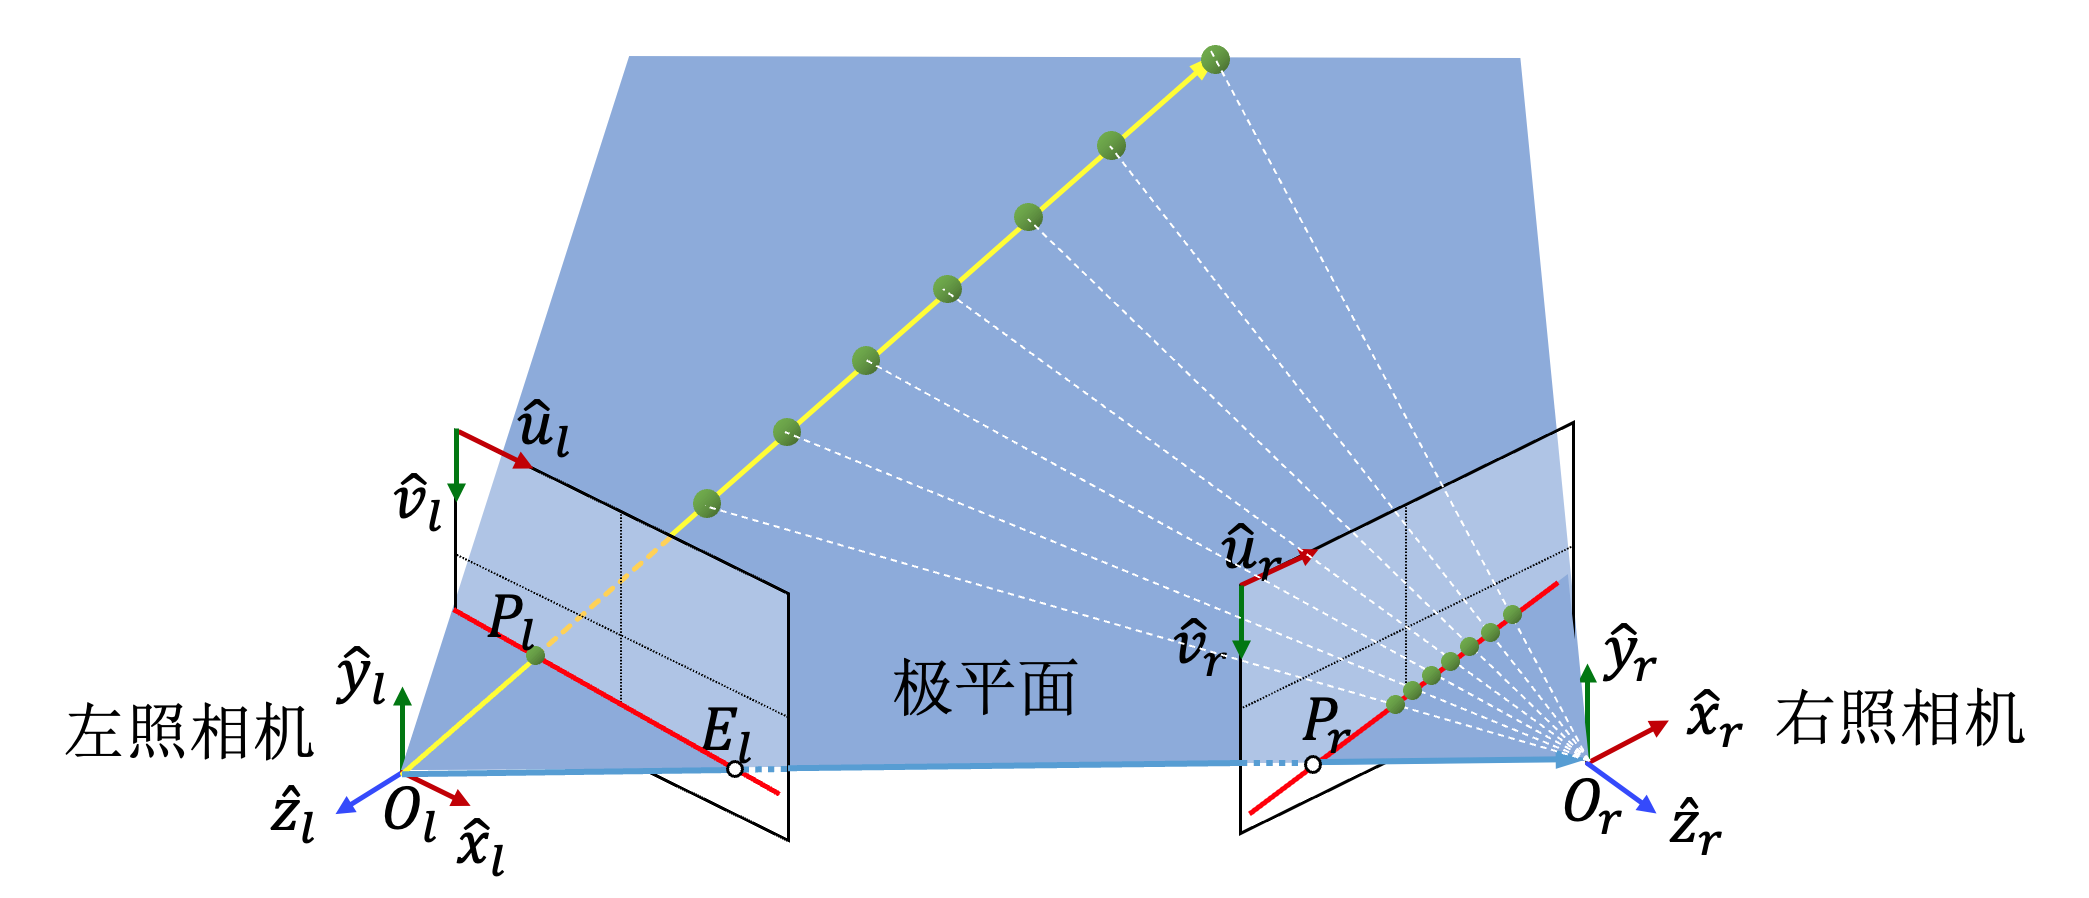 û_l
v̂_l
û_r
P_l
v̂_r
ŷ_l
极平面
ŷ_r
左照相机
E_l
P_r
x̂_r
右照相机
ẑ_l
O_l
x̂_l
O_r
ẑ_r